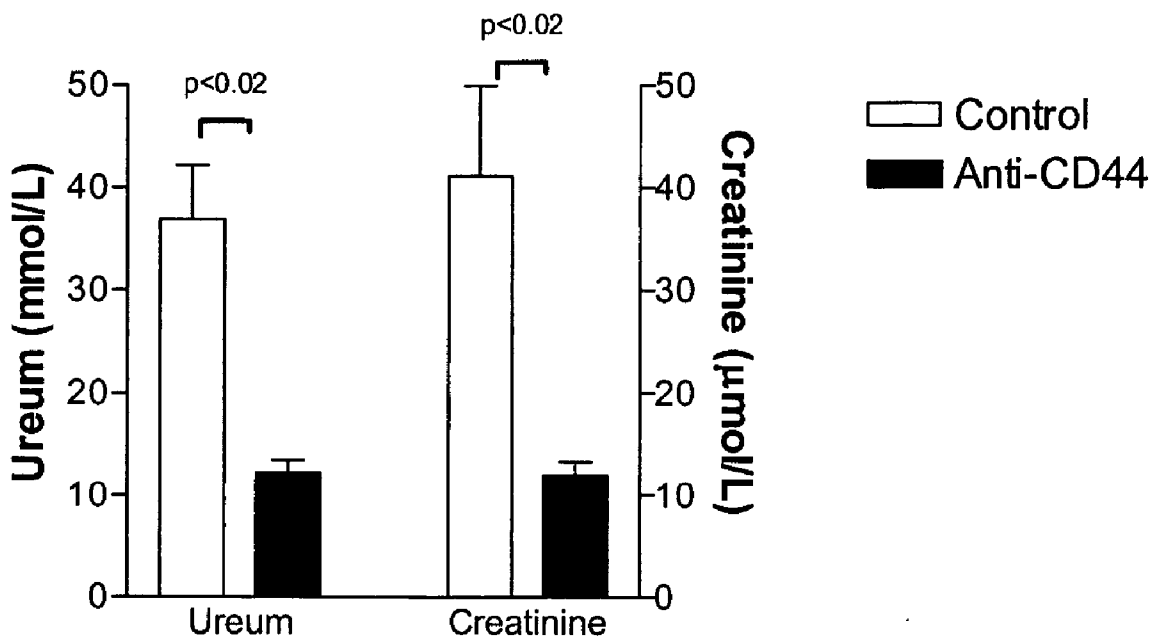 p<0.02
p<0.02
50
40
30
20
10
0
Ureum (mmol/L)
50
40
30
20
10
0
Creatinine (μmol/L)
Ureum
Creatinine
Control
Anti-CD44